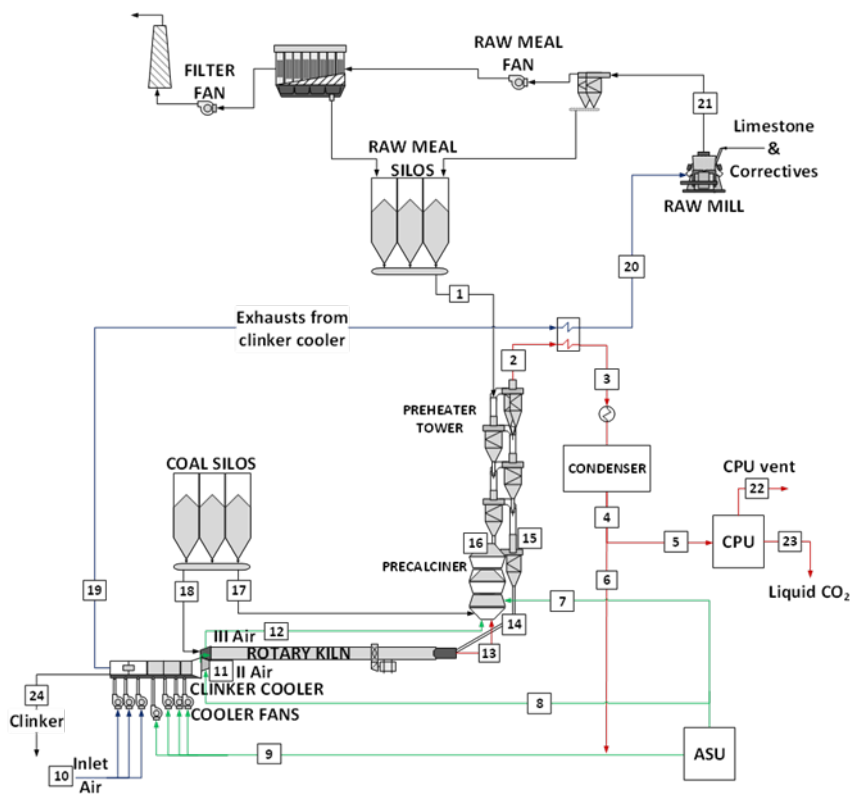 RAW MEAL
FAN
FILTER
FAN
21
Limestone
&
Correctives
RAW MEAL
SILOS
RAW MILL
20
1
Exhausts from
clinker cooler
2
3
PREHEATER
TOWER
COAL SILOS
CONDENSER
CPU vent
22
4
16
15
5
CPU
23
PRECALCINER
6
Liquid CO₂
19
18
17
7
12
14
III Air
ROTARY KILN
13
11
II Air
24
CLINKER COOLER
8
Clinker
COOLER FANS
9
ASU
10
Inlet
Air